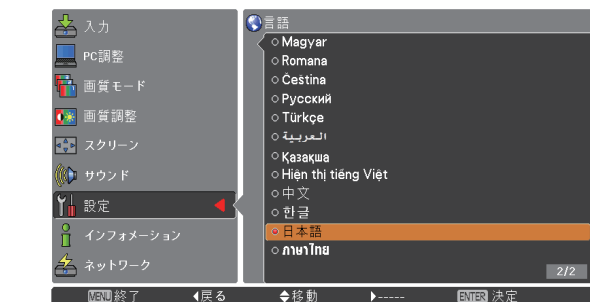 入力
PC調整
画質モード
画質調整
スクリーン
サウンド
設定
インフォメーション
ネットワーク
言語
Magyar
Romana
Čeština
Русский
Türkçe
العربية
Қазақша
Hiện thị tiếng Việt
中文
한글
日本語
ภาษาไทย
2/2
MENU 終了 戻る 移動 ----- ENTER 決定